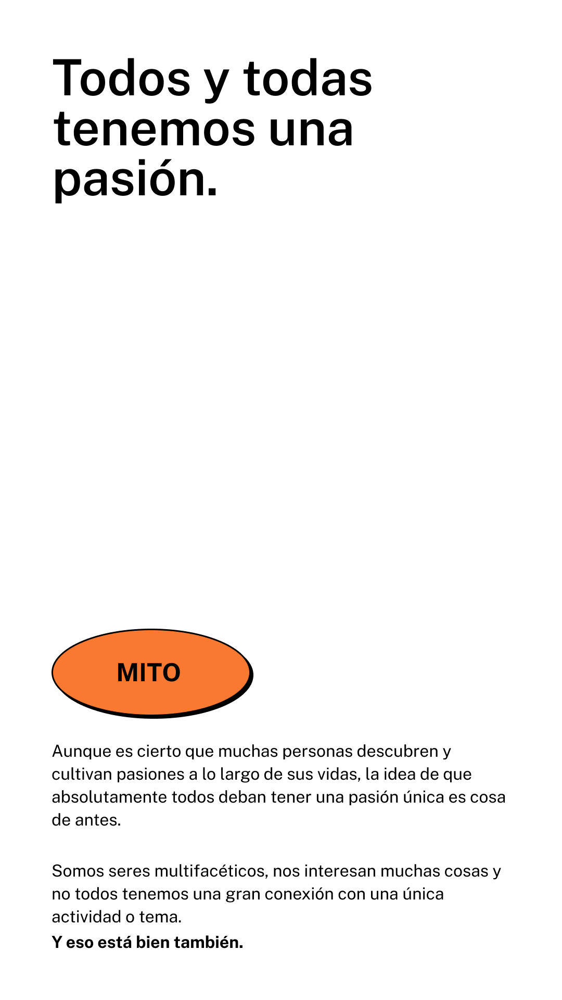 Todos y todas
tenemos una
pasión.
MITO
Aunque es cierto que muchas personas descubren y
cultivan pasiones a lo largo de sus vidas, la idea de que
absolutamente todos deban tener una pasión única es cosa
de antes.
Somos seres multifacéticos, nos interesan muchas cosas y
no todos tenemos una gran conexión con una única
actividad o tema.
Y eso está bien también.